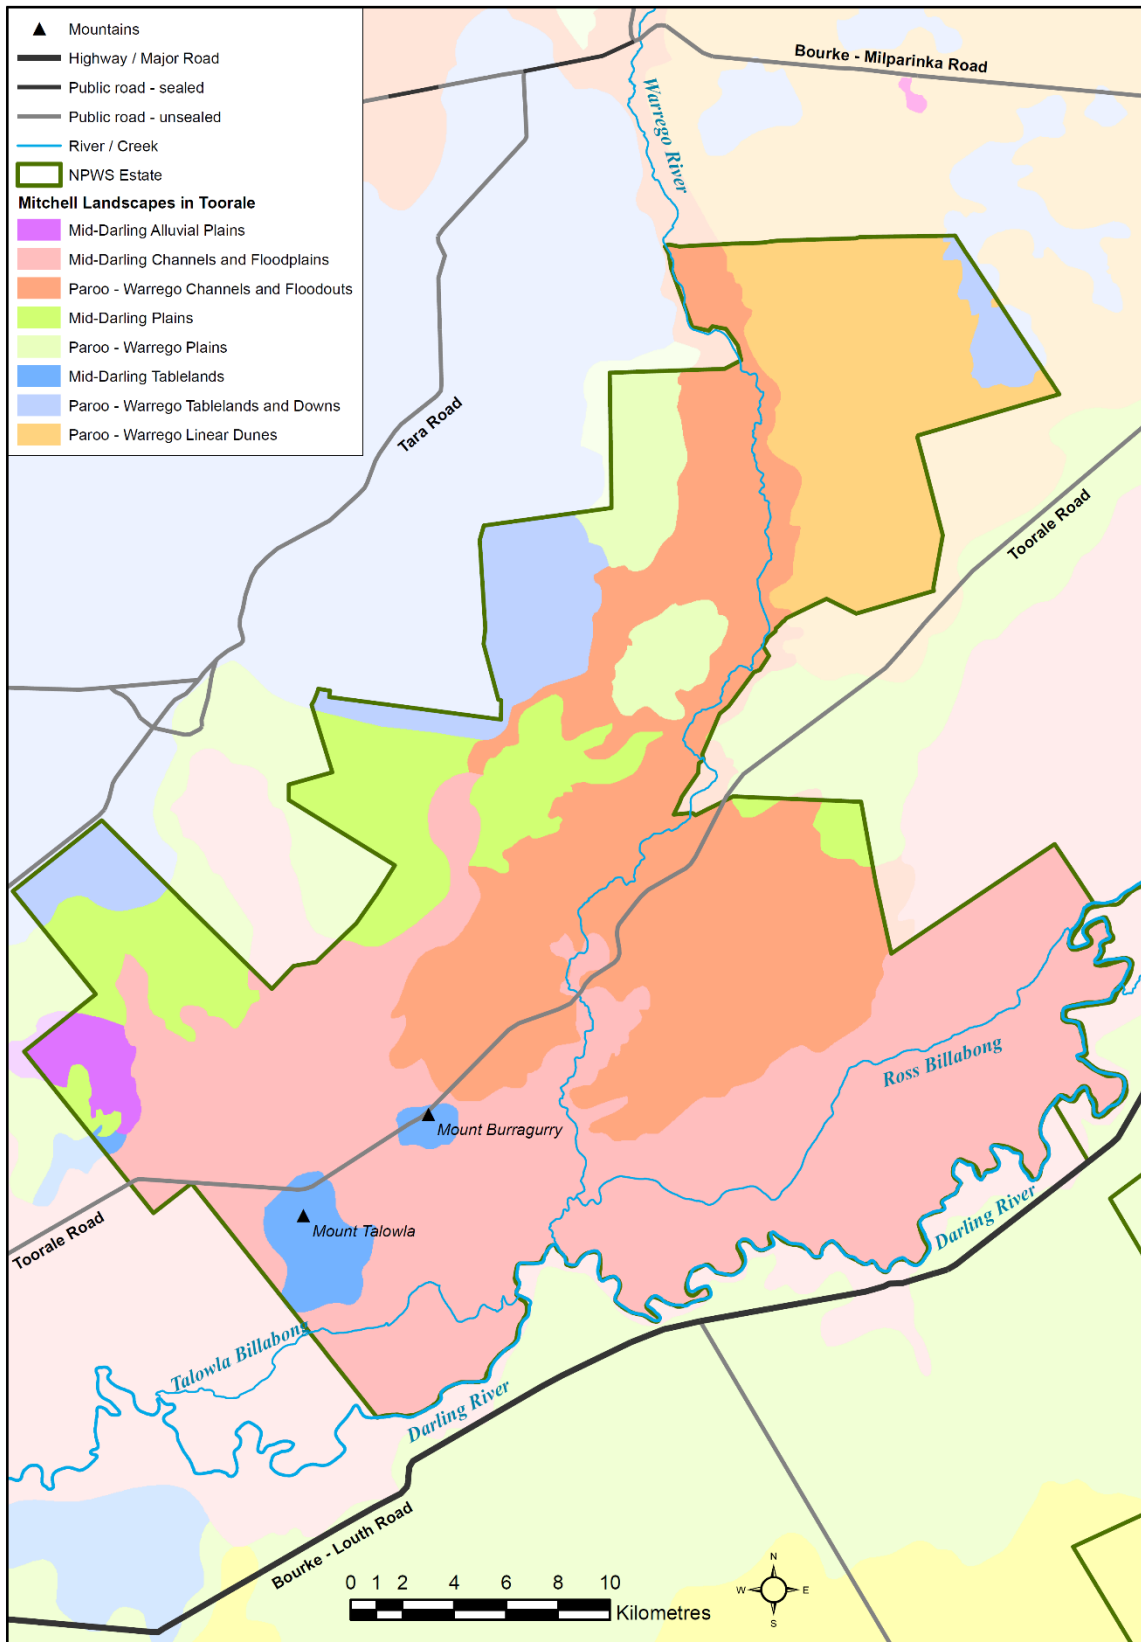 Mountains
Highway / Major Road
Public road - sealed
Public road - unsealed
River / Creek
NPWS Estate
Mitchell Landscapes in Toorale
Mid-Darling Alluvial Plains
Mid-Darling Channels and Floodplains
Paroo - Warrego Channels and Floodouts
Mid-Darling Plains
Paroo - Warrego Plains
Mid-Darling Tablelands
Paroo - Warrego Tablelands and Downs
Paroo - Warrego Linear Dunes
Bourke - Milparinka Road
Warrego River
Tara Road
Toorale Road
Ross Billabong
Mount Burragurry
Mount Talowla
Toorale Road
Darling River
Talowla Billabong
Darling River
Bourke - Louth Road
0 1 2 4 6 8 10
Kilometres
N
W E
S